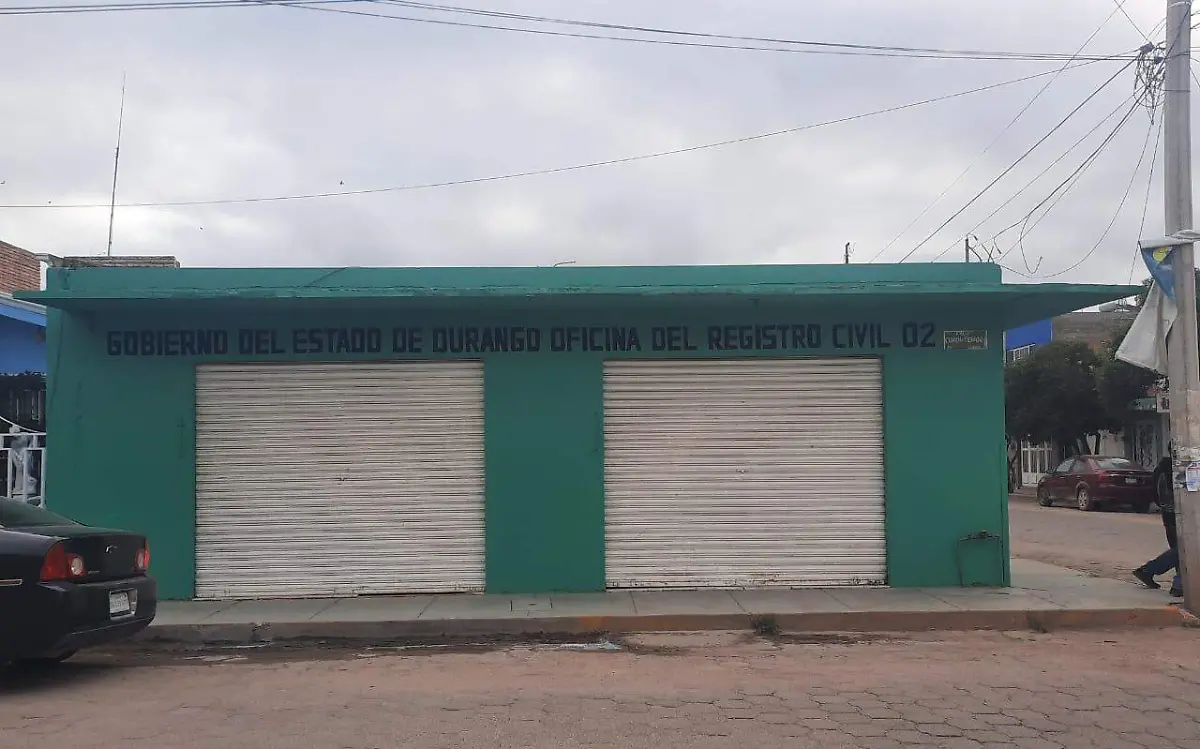 GOBIERNO DEL ESTADO DE DURANGO OFICINA DEL REGISTRO CIVIL 02